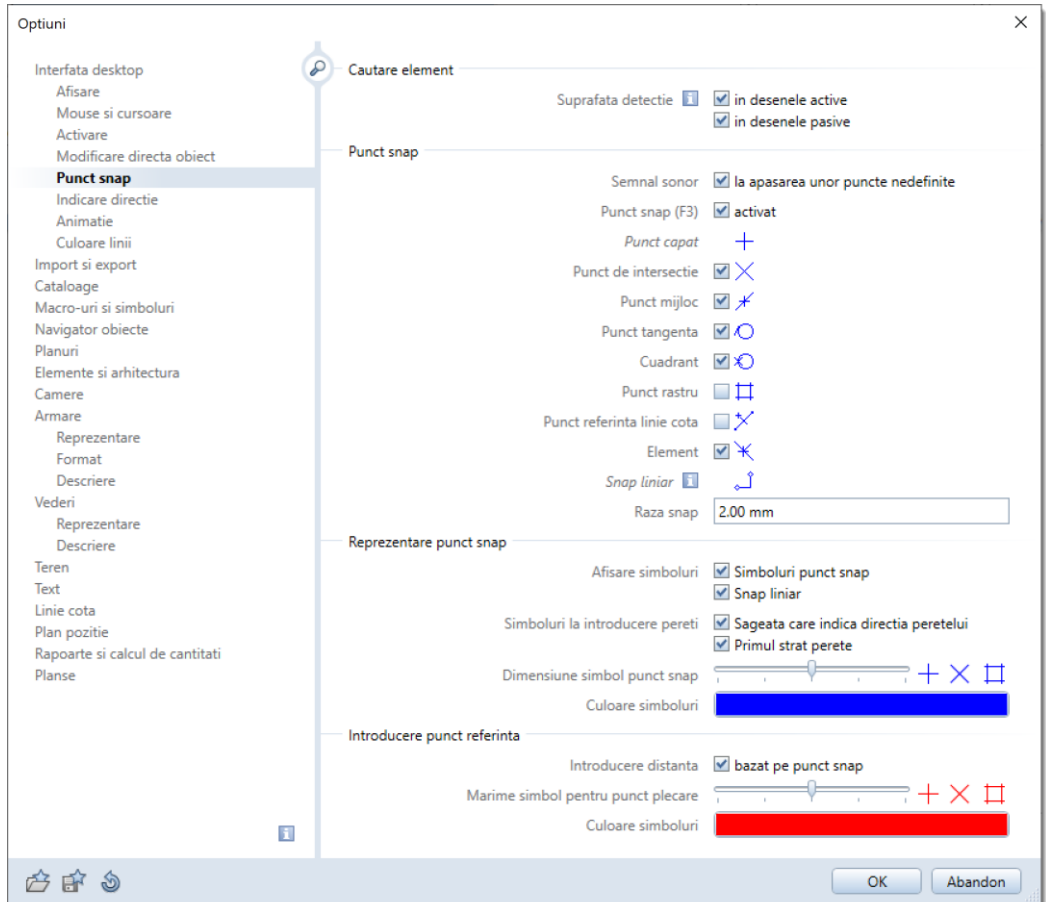 Optiuni
Interfata desktop
Afisare
Mouse si cursoare
Activare
Modificare directa obiect
Punct snap
Indicare directie
Animatie
Culoare linii
Import si export
Cataloage
Macro-uri si simboluri
Navigator obiecte
Planuri
Elemente si arhitectura
Camere
Armare
Reprezentare
Format
Descriere
Vederi
Reprezentare
Descriere
Teren
Text
Linie cota
Plan pozitie
Rapoarte si calcul de cantitati
Planse
Cautare element
Suprafata detectie in desenele active
in desenele pasive
Punct snap
Semnal sonor la apasarea unor puncte nedefinite
Punct snap (F3) activat
Punct capat
Punct de intersectie
Punct mijloc
Punct tangenta
Cuadrant
Punct rastru
Punct referinta linie cota
Element
Snap liniar
Raza snap 2.00 mm
Reprezentare punct snap
Afisare simboluri Simboluri punct snap
Snap liniar
Simboluri la introducere pereti Sageata care indica directia peretelui
Primul strat perete
Dimensiune simbol punct snap
Culoare simboluri
Introducere punct referinta
Introducere distanta bazat pe punct snap
Marime simbol pentru punct plecare
Culoare simboluri
OK Abandon